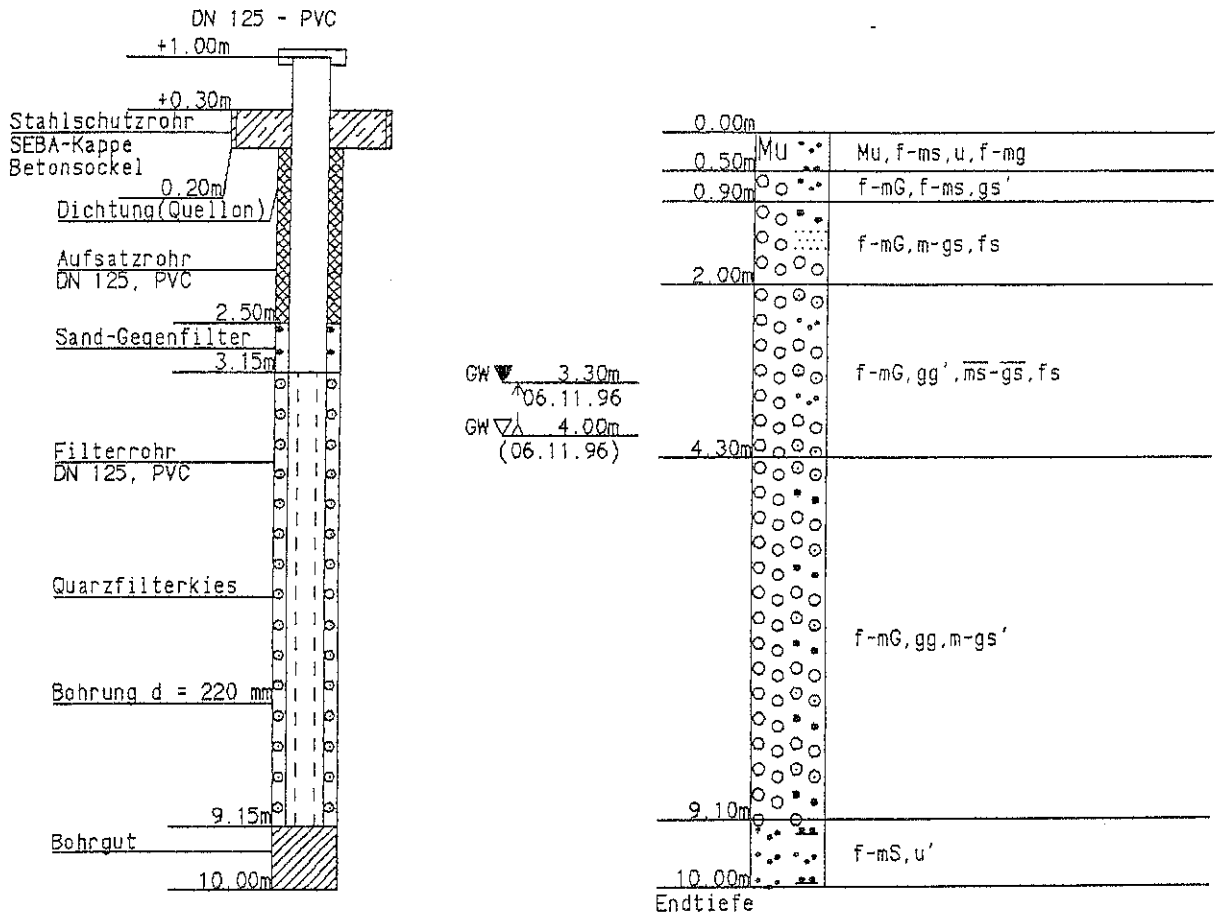 DN 125 - PVC
+1.00m
+0.30m
Stahlschutzrohr
SEBA-Kappe
Betonsockel
0.20m
Dichtung(Quellon)
Aufsatzrohr
DN 125, PVC
2.50m
Sand-Gegenfilter
3.15m
Filterrohr
DN 125, PVC
Quarzfilterkies
Bohrung d = 220 mm
9.15m
Bohrgut
10.00m
GW 3.30m
06.11.96
GW 4.00m
(06.11.96)
0.00m
Mu Mu,f-ms,u,f-mg
0.50m
f-mG,f-ms,gs'
0.90m
f-mG,m-gs,fs
2.00m
f-mG,gg',m̅s̅-g̅s̅,fs
4.30m
f-mG,gg,m-gs'
9.10m
f-mS,u'
10.00m
Endtiefe